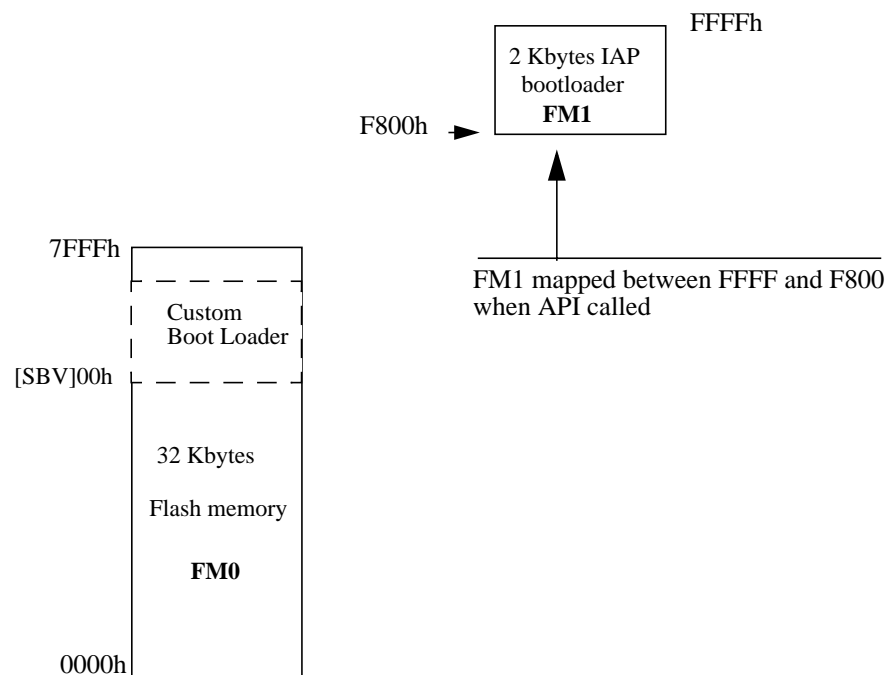 FFFFh
2 Kbytes IAP
bootloader
FM1
F800h
7FFFh
FM1 mapped between FFFF and F800
when API called
Custom
Boot Loader
[SBV]00h
32 Kbytes
Flash memory
FM0
0000h